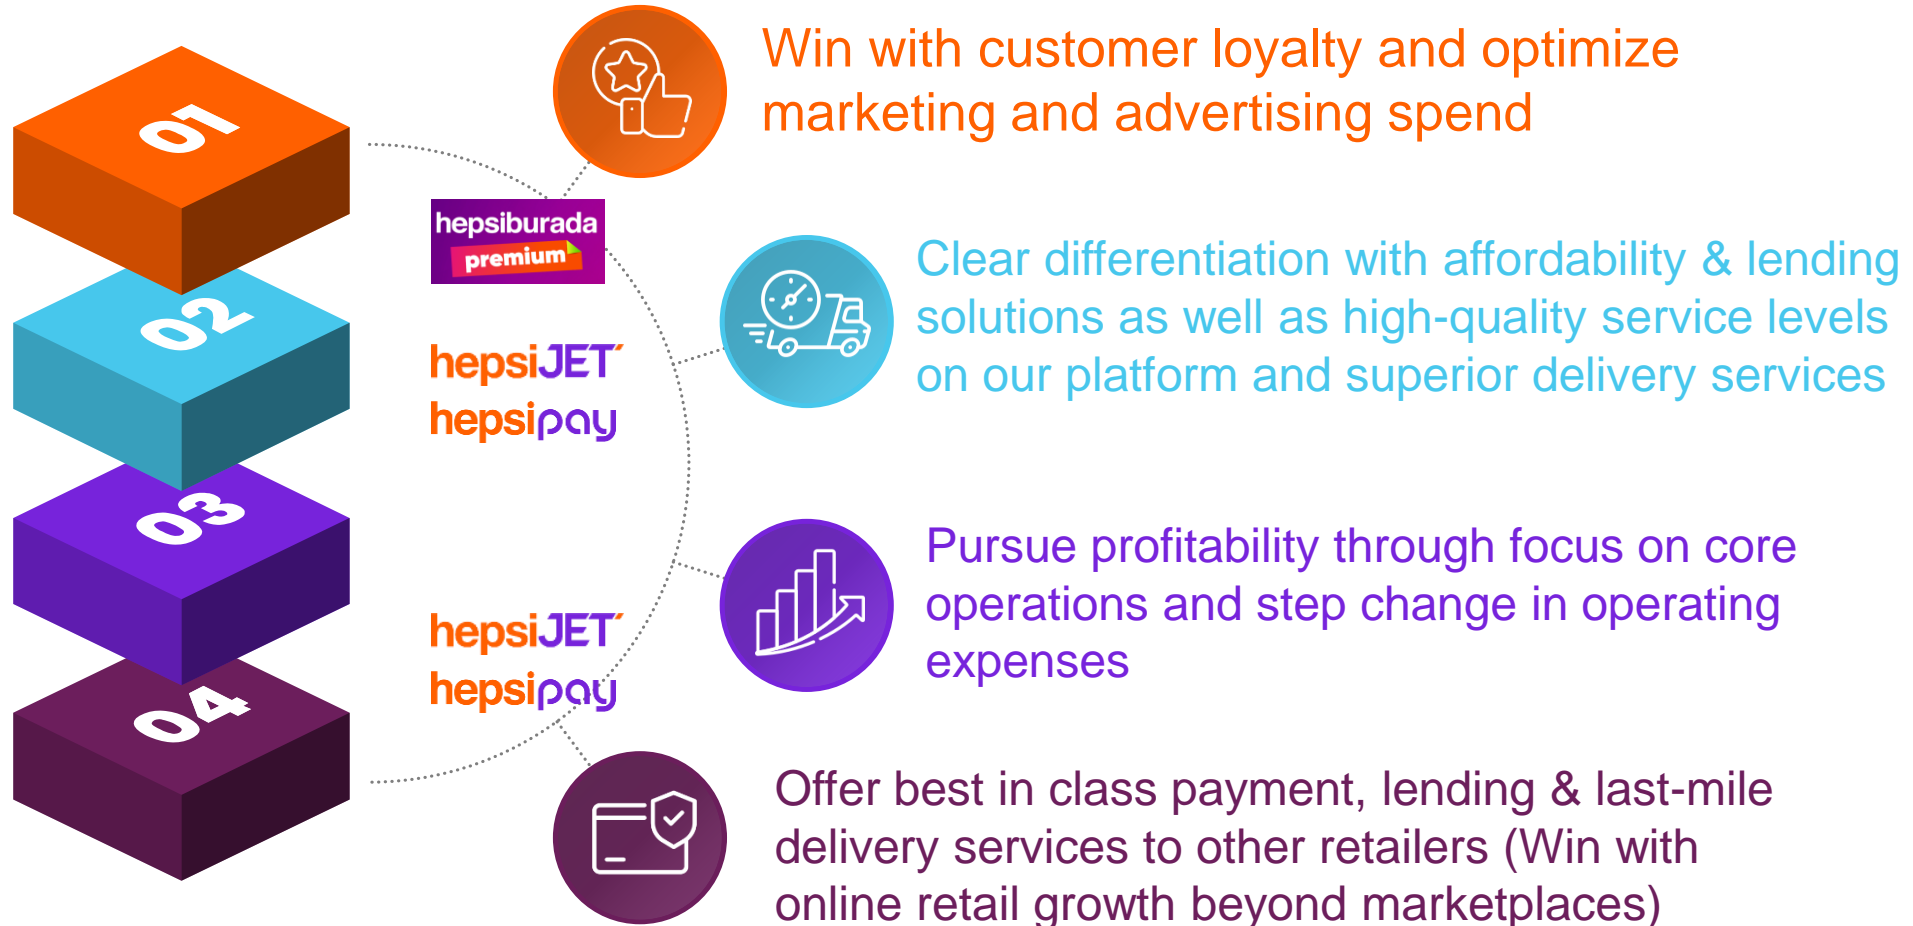 01
Win with customer loyalty and optimize
marketing and advertising spend
hepsiburada
premium
02
Clear differentiation with affordability & lending
solutions as well as high-quality service levels
on our platform and superior delivery services
hepsiJET
hepsipay
03
Pursue profitability through focus on core
operations and step change in operating
expenses
hepsiJET
hepsipay
04
Offer best in class payment, lending & last-mile
delivery services to other retailers (Win with
online retail growth beyond marketplaces)